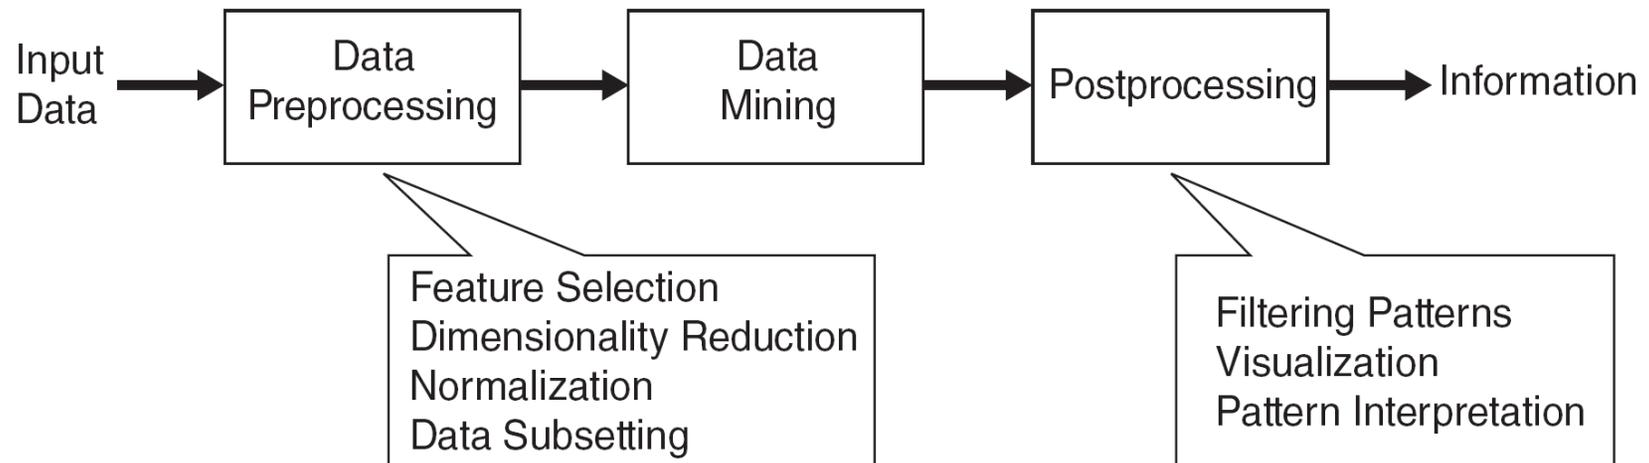 Input
Data
Data
Preprocessing
Data
Mining
Postprocessing
Information
Feature Selection
Dimensionality Reduction
Normalization
Data Subsetting
Filtering Patterns
Visualization
Pattern Interpretation